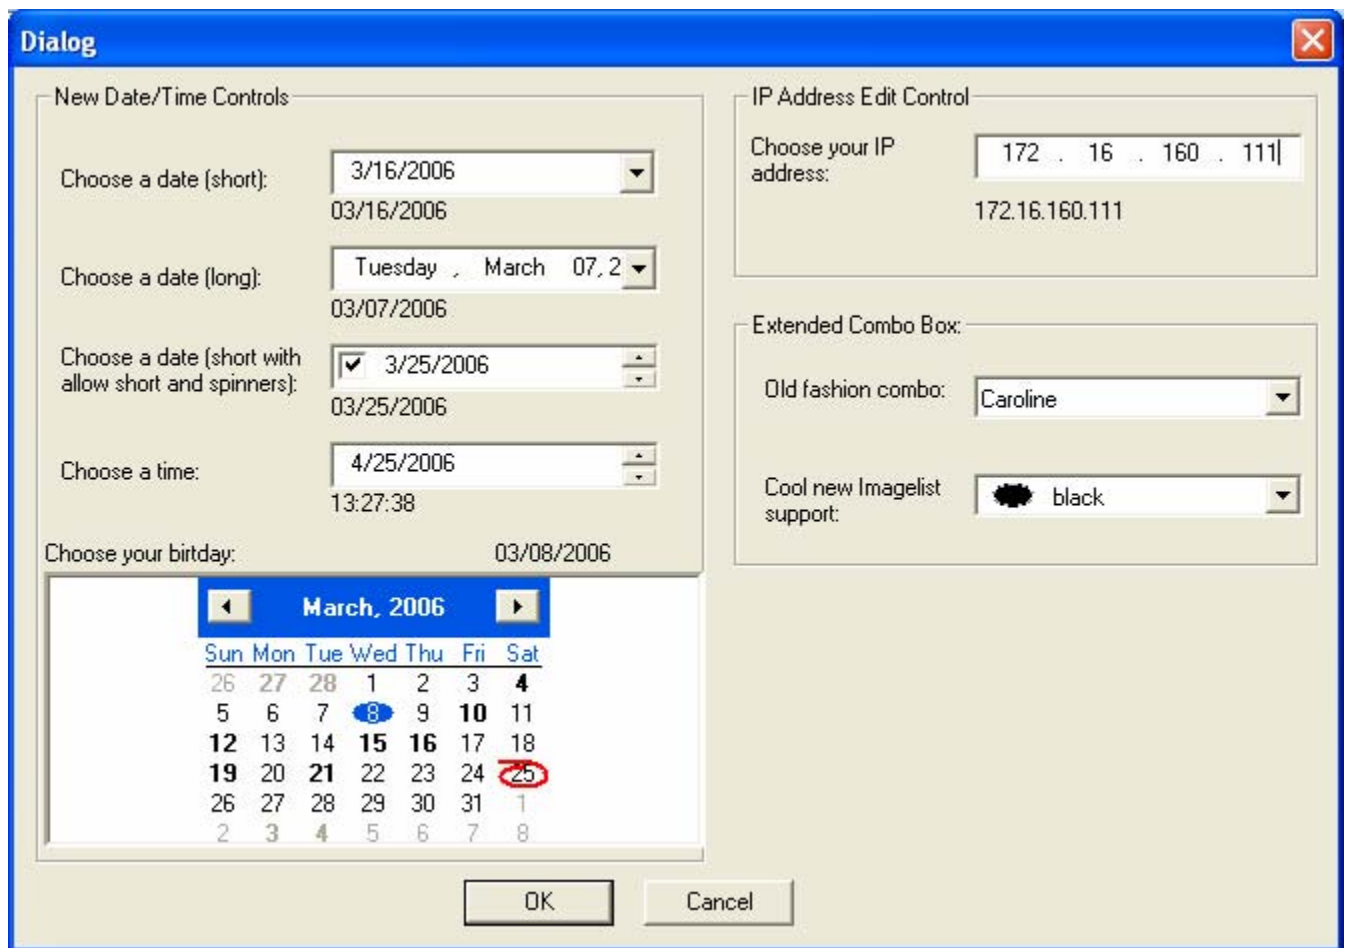 Dialog
New Date/Time Controls
Choose a date (short):
3/16/2006
03/16/2006
Choose a date (long):
Tuesday , March 07, 2
03/07/2006
Choose a date (short with
allow short and spinners):
3/25/2006
03/25/2006
Choose a time:
4/25/2006
13:27:38
Choose your birtday:
03/08/2006
March, 2006
Sun Mon Tue Wed Thu Fri Sat
26 27 28 1 2 3 4
5 6 7 8 9 10 11
12 13 14 15 16 17 18
19 20 21 22 23 24 25
26 27 28 29 30 31 1
2 3 4 5 6 7 8
IP Address Edit Control
Choose your IP
address:
172 . 16 . 160 . 111
172.16.160.111
Extended Combo Box:
Old fashion combo:
Caroline
Cool new Imagelist
support:
black
OK
Cancel